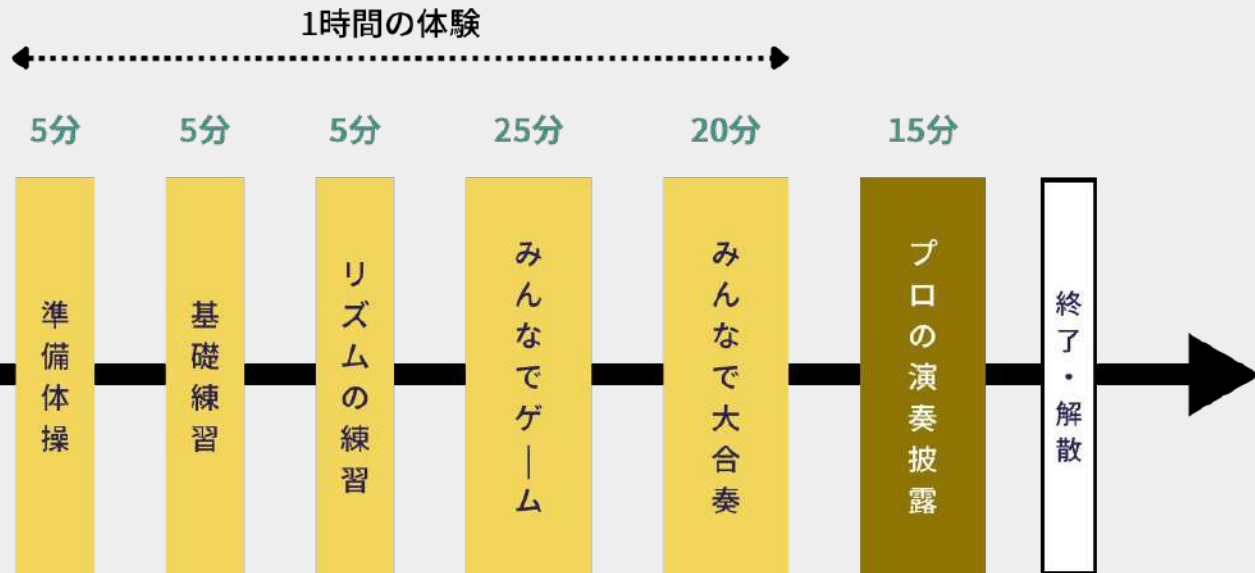 1時間の体験
5分
5分
5分
25分
20分
15分
準備体操
基礎練習
リズムの練習
みんなでゲーム
みんなで大合奏
プロの演奏披露
終了・解散